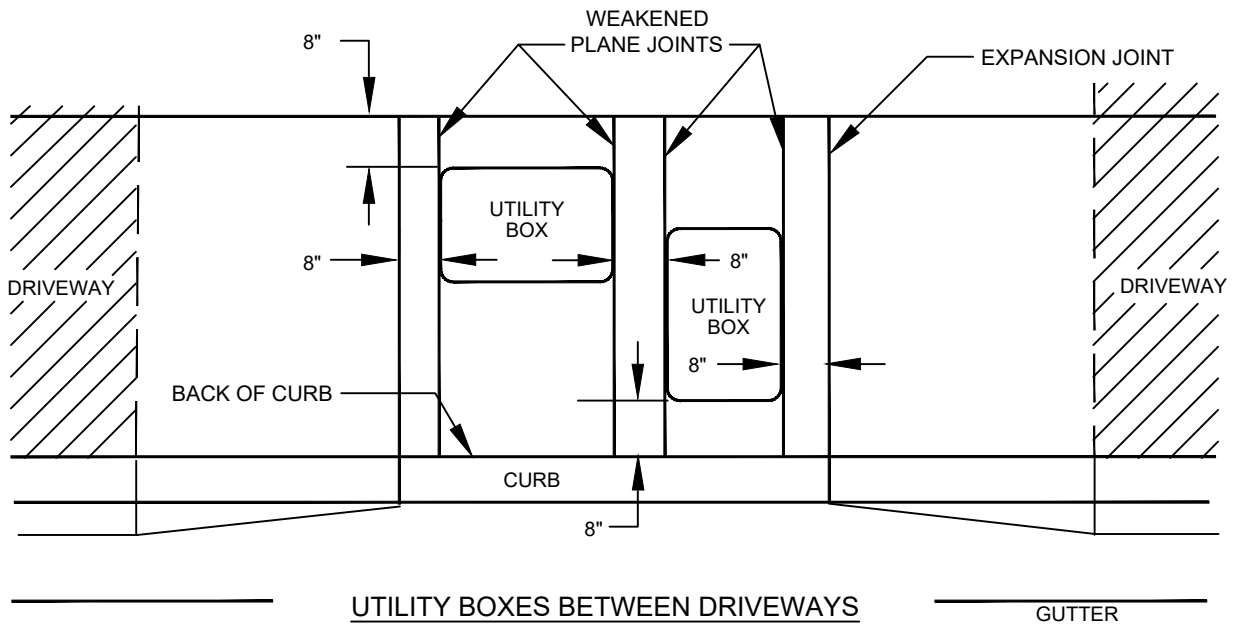 WEAKENED
PLANE JOINTS
8"
EXPANSION JOINT
UTILITY
BOX
8"
8"
DRIVEWAY
DRIVEWAY
UTILITY
BOX
8"
BACK OF CURB
CURB
8"
UTILITY BOXES BETWEEN DRIVEWAYS
GUTTER